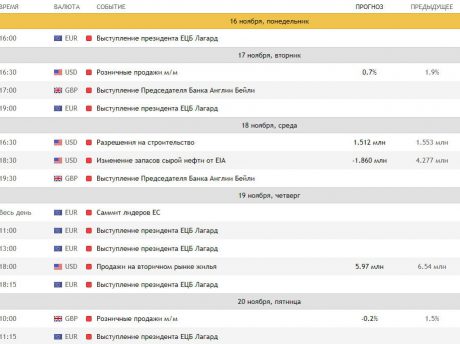 ВРЕМЯ ВАЛЮТА СОБЫТИЕ ПРОГНОЗ ПРЕДЫДУЩЕЕ
16 ноября, понедельник
16:00 EUR Выступление президента ЕЦБ Лагард
17 ноября, вторник
16:30 USD Розничные продажи м/м 0.7% 1.9%
17:00 GBP Выступление Председателя Банка Англии Бейли
19:00 EUR Выступление президента ЕЦБ Лагард
18 ноября, среда
16:30 USD Разрешения на строительство 1.512 млн 1.553 млн
18:30 USD Изменение запасов сырой нефти от EIA -1.860 млн 4.277 млн
19:30 GBP Выступление Председателя Банка Англии Бейли
19 ноября, четверг
Весь день EUR Саммит лидеров ЕС
11:00 EUR Выступление президента ЕЦБ Лагард
13:00 EUR Выступление президента ЕЦБ Лагард
18:00 USD Продажи на вторичном рынке жилья 5.97 млн 6.54 млн
18:15 EUR Выступление президента ЕЦБ Лагард
20 ноября, пятница
10:00 GBP Розничные продажи м/м -0.2% 1.5%
11:15 EUR Выступление президента ЕЦБ Лагард